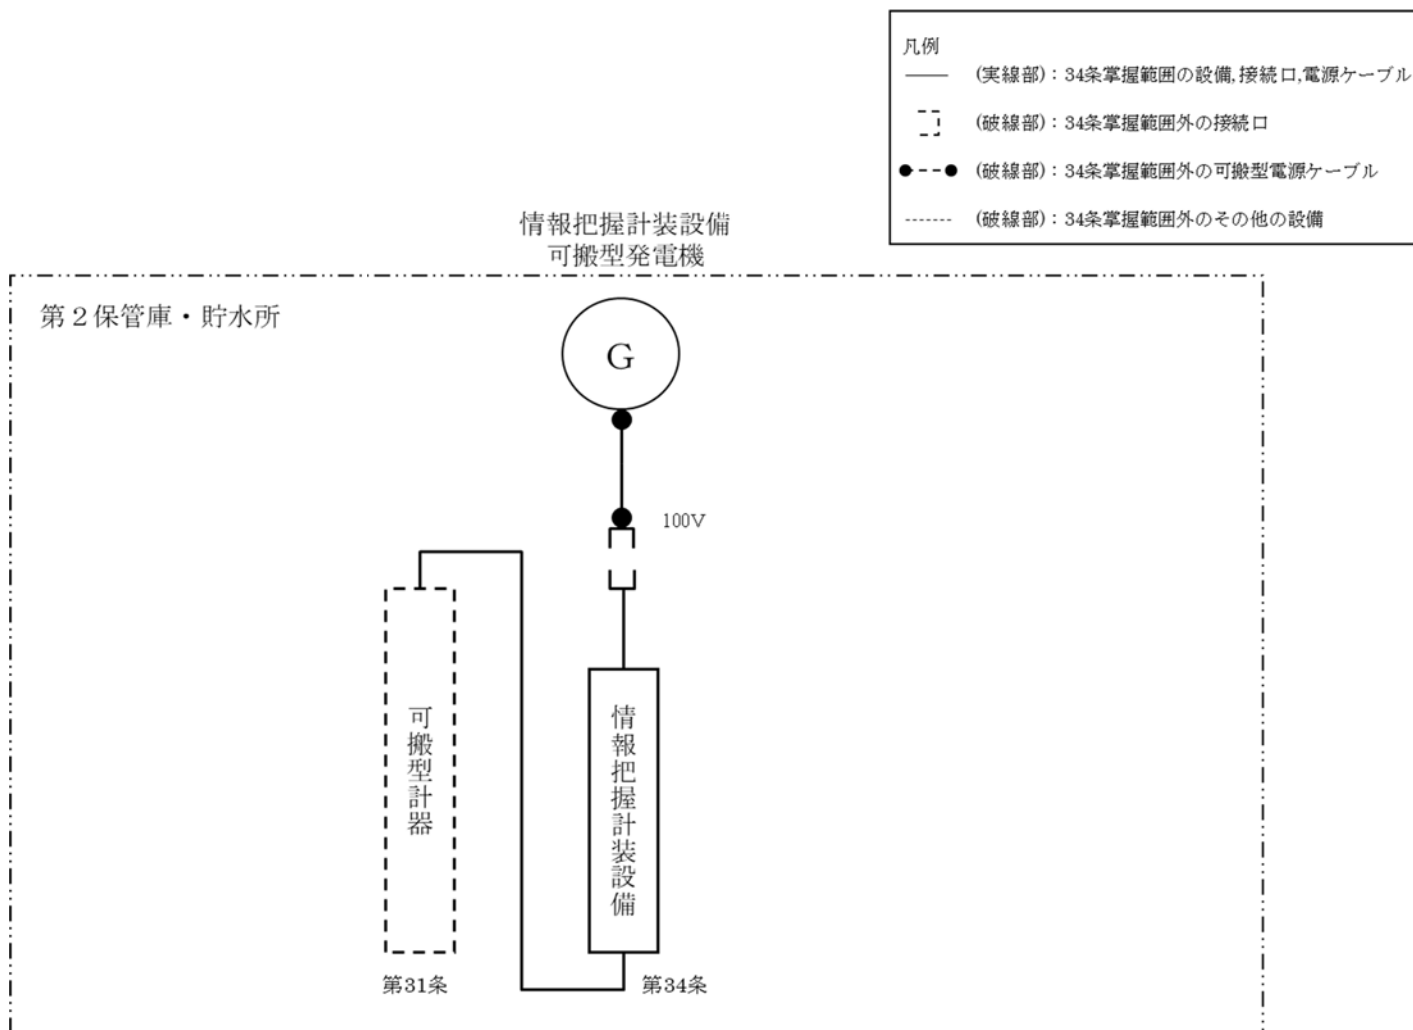 凡例
(実線部)：34条掌握範囲の設備,接続口,電源ケーブル
(破線部)：34条掌握範囲外の接続口
(破線部)：34条掌握範囲外の可搬型電源ケーブル
(破線部)：34条掌握範囲外のその他の設備
情報把握計装設備
可搬型発電機
第２保管庫・貯水所
G
100V
可搬型計器
情報把握計装設備
第31条
第34条